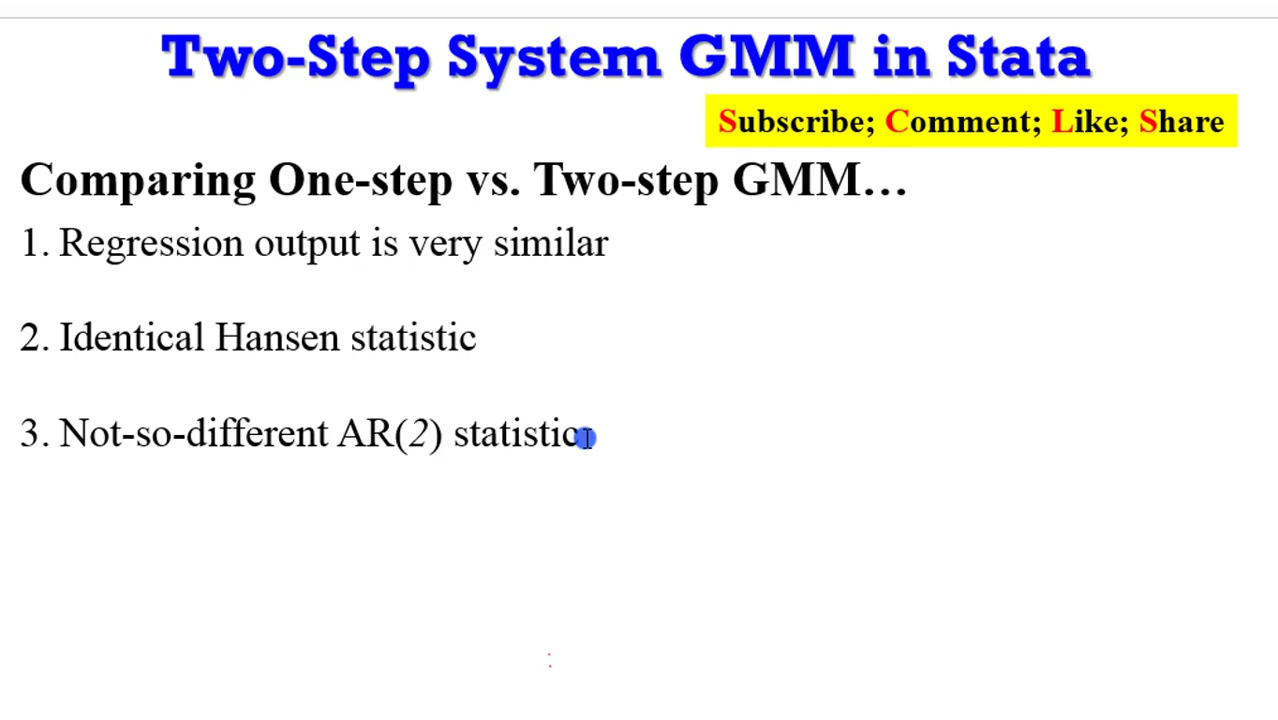 Two-Step System GMM in Stata
Subscribe; Comment; Like; Share
Comparing One-step vs. Two-step GMM…
1. Regression output is very similar
2. Identical Hansen statistic
3. Not-so-different AR(2) statistic